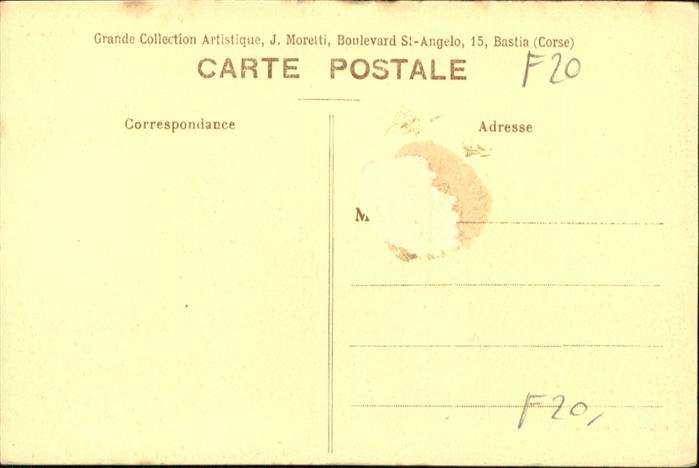 Grande Collection Artistique, J. Moretti, Boulevard St-Angelo, 15, Bastia (Corse)
CARTE POSTALE
F20
Correspondance
Adresse
M
F20,